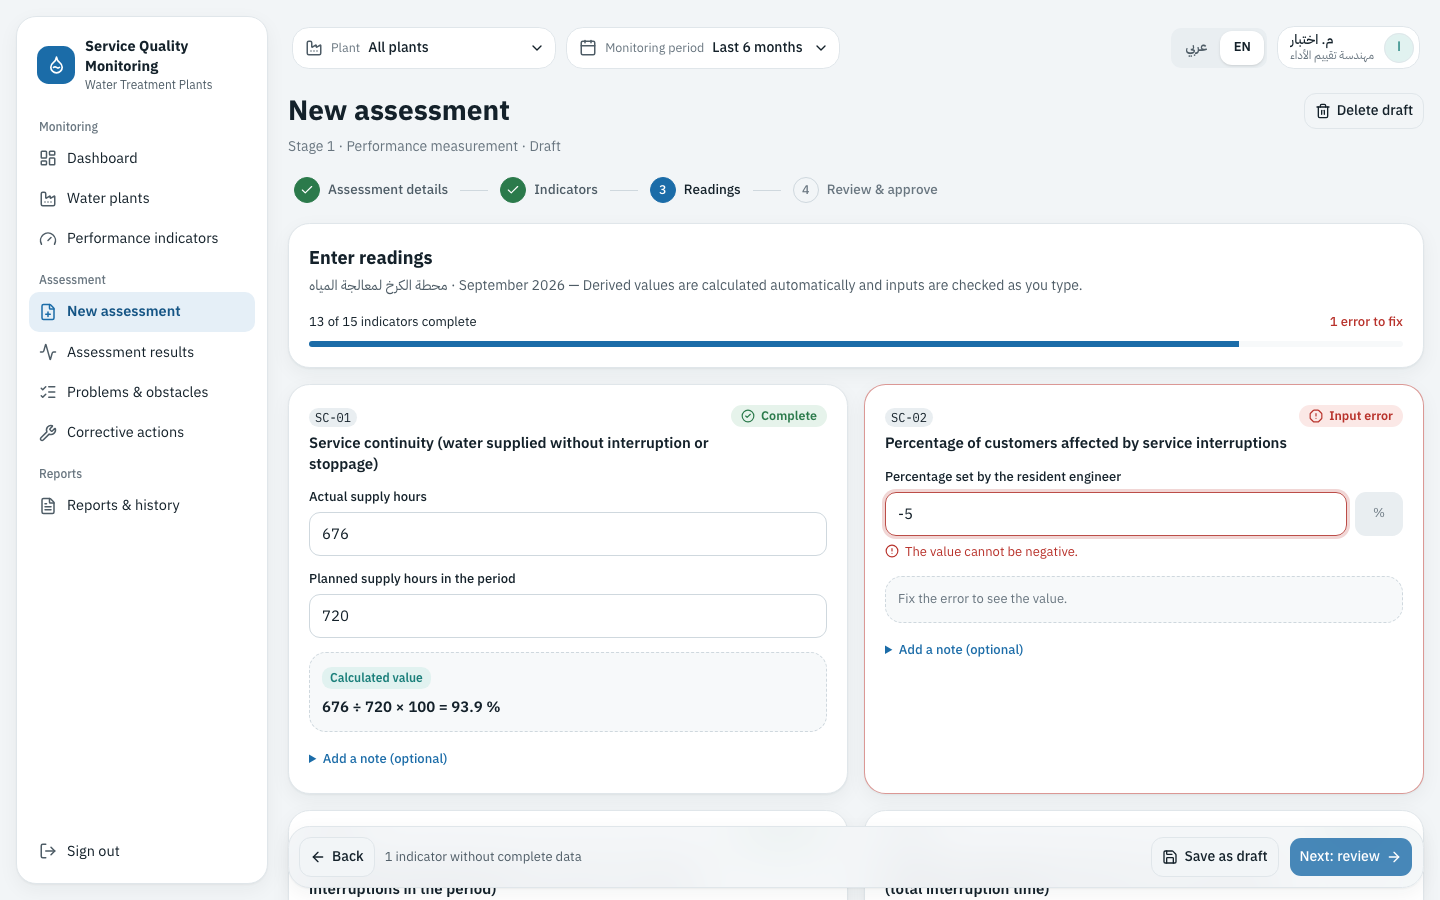 Service Quality
Monitoring
Water Treatment Plants
Monitoring
Dashboard
Water plants
Performance indicators
Assessment
New assessment
Assessment results
Problems & obstacles
Corrective actions
Reports
Reports & history
Sign out
Plant All plants
Monitoring period Last 6 months
عربي EN
م. اختبار
مهندسة تقييم الأداء
ا
New assessment
Delete draft
Stage 1 · Performance measurement · Draft
Assessment details
Indicators
3 Readings
4 Review & approve
Enter readings
محطة الكرخ لمعالجة المياه · September 2026 — Derived values are calculated automatically and inputs are checked as you type.
13 of 15 indicators complete
1 error to fix
SC-01
Complete
Service continuity (water supplied without interruption or
stoppage)
Actual supply hours
676
Planned supply hours in the period
720
Calculated value
676 ÷ 720 × 100 = 93.9 %
Add a note (optional)
SC-02
Input error
Percentage of customers affected by service interruptions
Percentage set by the resident engineer
-5
%
The value cannot be negative.
Fix the error to see the value.
Add a note (optional)
Back
1 indicator without complete data
Save as draft
Next: review
interruptions in the period)
(total interruption time)